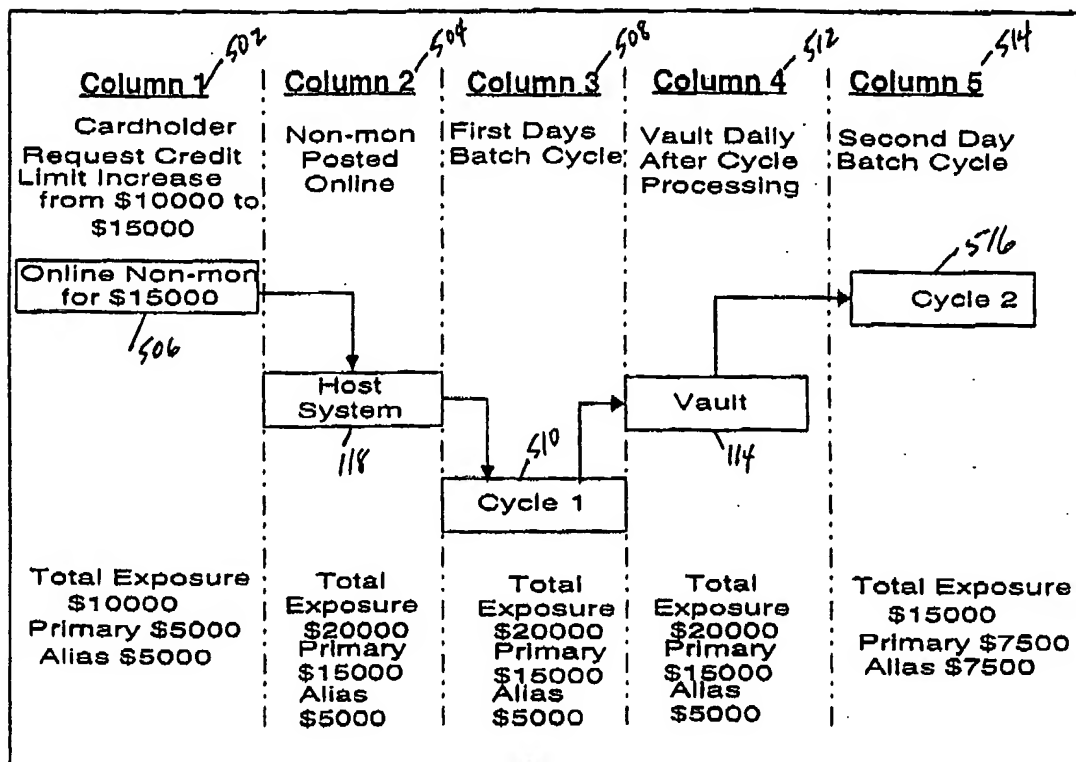 502
504
508
512
514
Column 1
Column 2
Column 3
Column 4
Column 5
Cardholder
Request Credit
Limit Increase
from $10000 to
$15000
Non-mon
Posted
Online
First Days
Batch Cycle
Vault Daily
After Cycle
Processing
Second Day
Batch Cycle
Online Non-mon
for $15000
506
Host
System
118
510
Cycle 1
Vault
114
516
Cycle 2
Total Exposure
$10000
Primary $5000
Alias $5000
Total
Exposure
$20000
Primary
$15000
Alias
$5000
Total
Exposure
$20000
Primary
$15000
Alias
$5000
Total
Exposure
$20000
Primary
$15000
Alias
$5000
Total Exposure
$15000
Primary $7500
Alias $7500